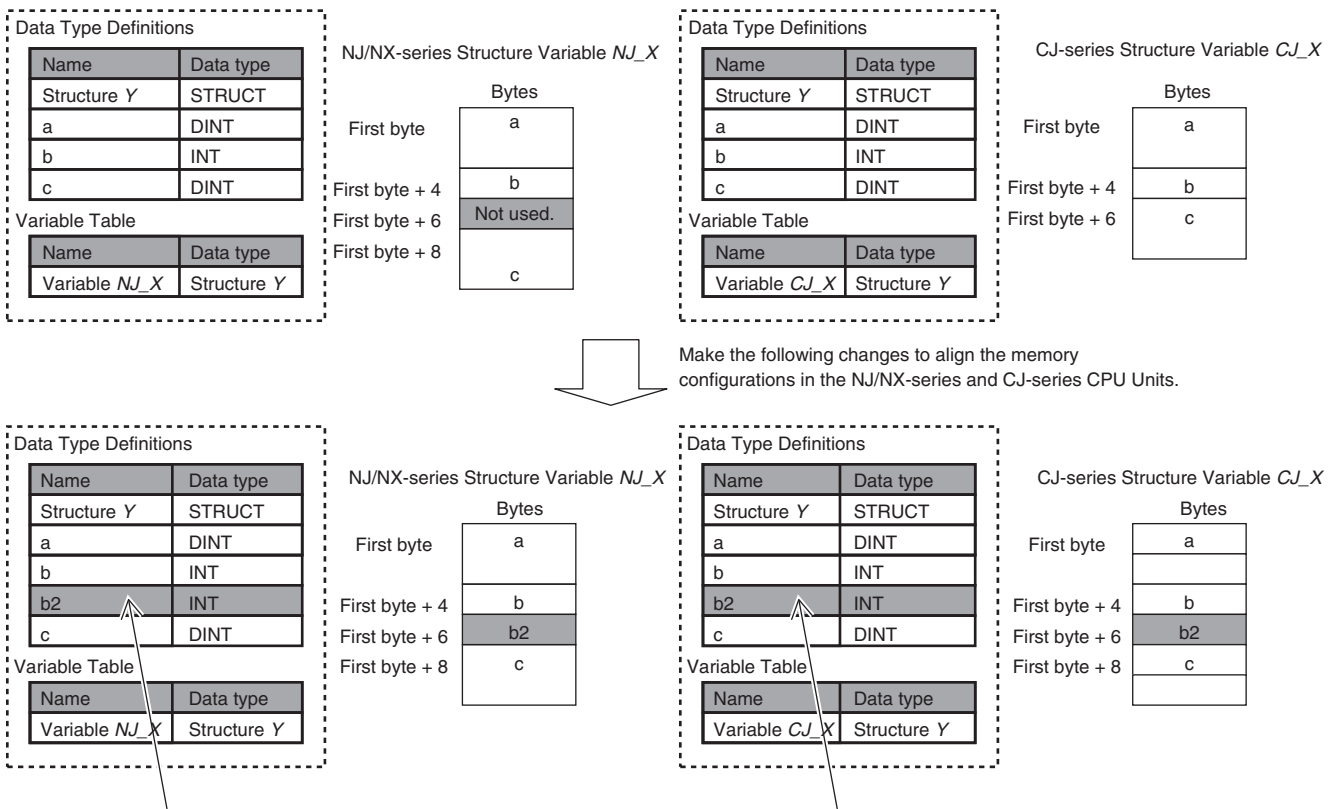 Data Type Definitions
Name Data type
Structure Y STRUCT
a DINT
b INT
c DINT
Variable Table
Name Data type
Variable NJ_X Structure Y
NJ/NX-series Structure Variable NJ_X
Bytes
First byte a
First byte + 4 b
First byte + 6 Not used.
First byte + 8
c
Data Type Definitions
Name Data type
Structure Y STRUCT
a DINT
b INT
c DINT
Variable Table
Name Data type
Variable CJ_X Structure Y
CJ-series Structure Variable CJ_X
Bytes
First byte a
First byte + 4 b
First byte + 6 c
Make the following changes to align the memory
configurations in the NJ/NX-series and CJ-series CPU Units.
Data Type Definitions
Name Data type
Structure Y STRUCT
a DINT
b INT
b2 INT
c DINT
Variable Table
Name Data type
Variable NJ_X Structure Y
NJ/NX-series Structure Variable NJ_X
Bytes
First byte a
First byte + 4 b
First byte + 6 b2
First byte + 8 c
Data Type Definitions
Name Data type
Structure Y STRUCT
a DINT
b INT
b2 INT
c DINT
Variable Table
Name Data type
Variable CJ_X Structure Y
CJ-series Structure Variable CJ_X
Bytes
First byte a
First byte + 4 b
First byte + 6 b2
First byte + 8 c